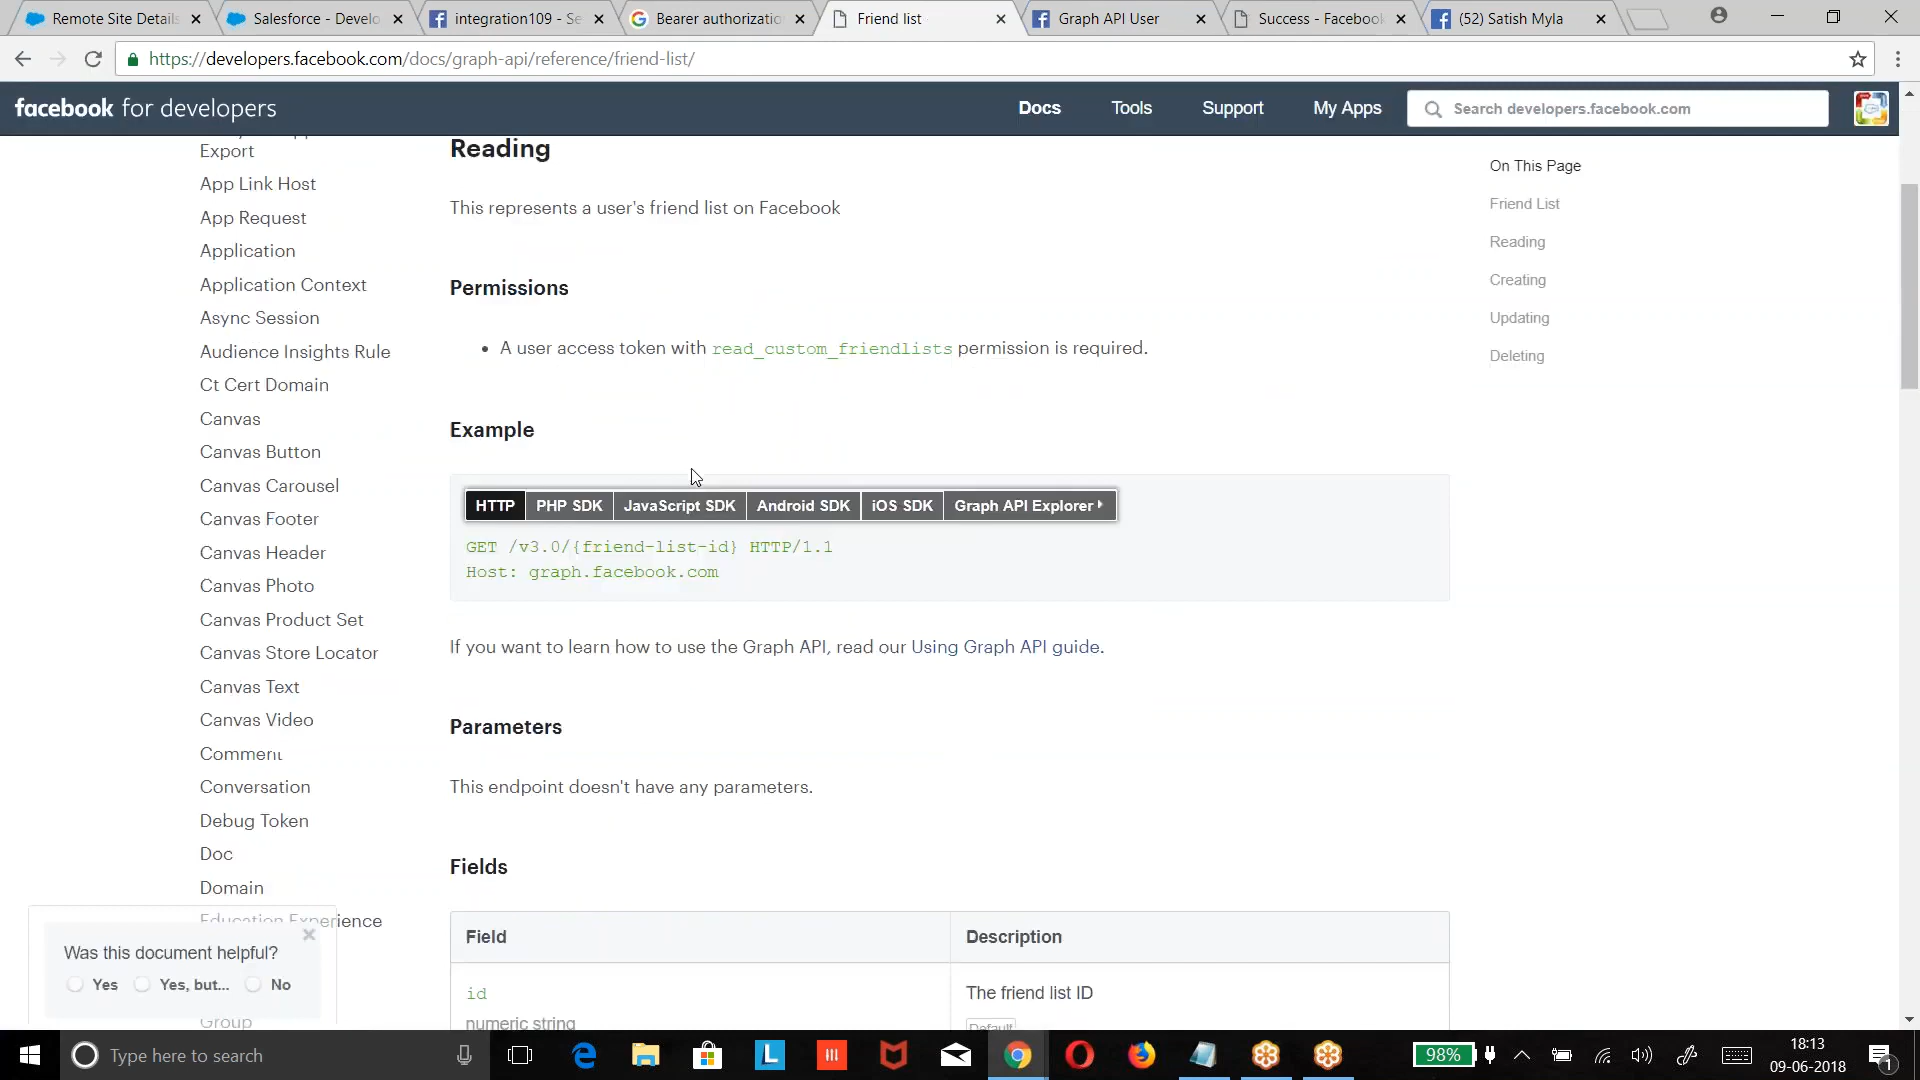 Remote Site Details
Salesforce - Develo
integration109 - Se
Bearer authorizatio
Friend list
Graph API User
Success - Facebook
(52) Satish Myla
https://developers.facebook.com/docs/graph-api/reference/friend-list/
facebook for developers
Docs
Tools
Support
My Apps
Search developers.facebook.com
Export
App Link Host
App Request
Application
Application Context
Async Session
Audience Insights Rule
Ct Cert Domain
Canvas
Canvas Button
Canvas Carousel
Canvas Footer
Canvas Header
Canvas Photo
Canvas Product Set
Canvas Store Locator
Canvas Text
Canvas Video
Comment
Conversation
Debug Token
Doc
Domain
Education Experience
Group
Was this document helpful?
Yes
Yes, but...
No
Reading
This represents a user's friend list on Facebook
Permissions
• A user access token with read_custom_friendlists permission is required.
Example
HTTP
PHP SDK
JavaScript SDK
Android SDK
iOS SDK
Graph API Explorer
GET /v3.0/{friend-list-id} HTTP/1.1
Host: graph.facebook.com
If you want to learn how to use the Graph API, read our Using Graph API guide.
Parameters
This endpoint doesn't have any parameters.
Fields
Field
Description
id
numeric string
The friend list ID
Default
On This Page
Friend List
Reading
Creating
Updating
Deleting
Type here to search
98%
18:13
09-06-2018
1